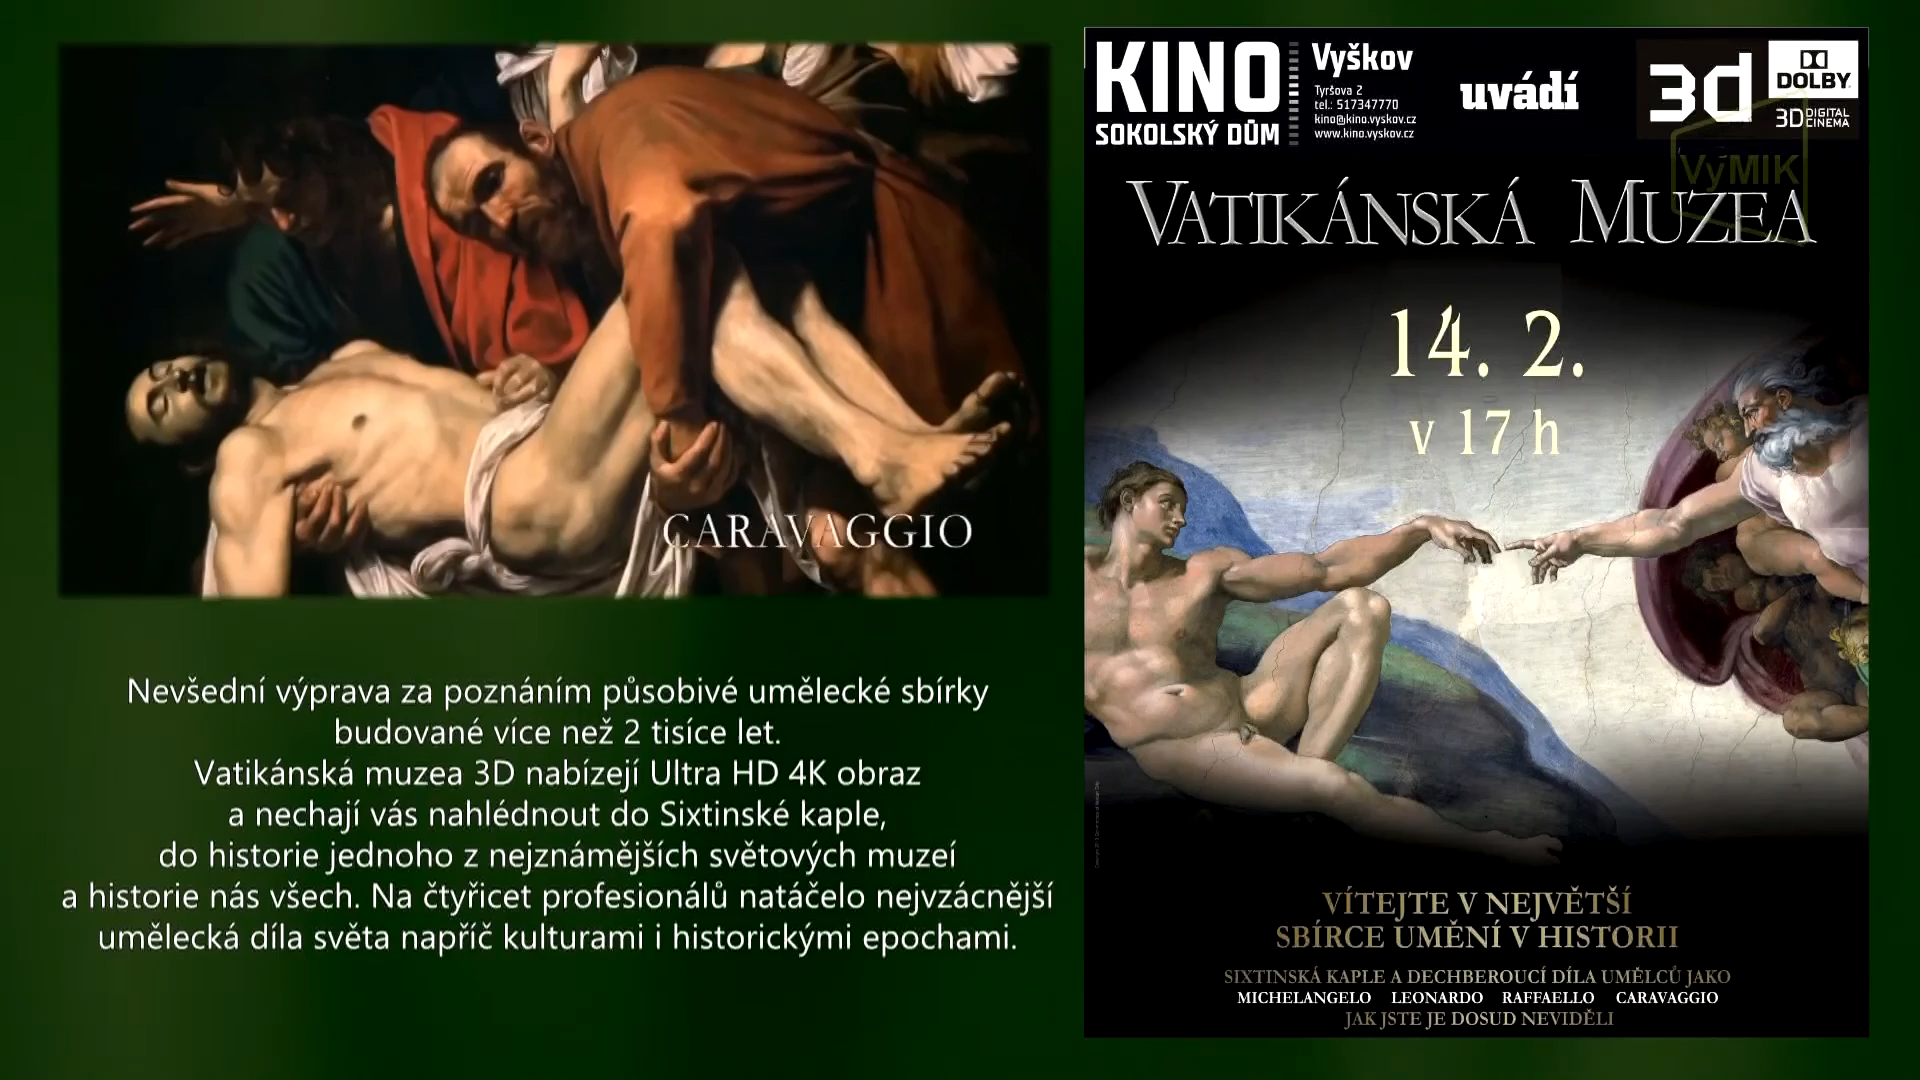 CARAVAGGIO
Nevšední výprava za poznáním působivé umělecké sbírky
budované více než 2 tisíce let.
Vatikánská muzea 3D nabízejí Ultra HD 4K obraz
a nechají vás nahlédnout do Sixtinské kaple,
do historie jednoho z nejznámějších světových muzeí
a historie nás všech. Na čtyřicet profesionálů natáčelo nejvzácnější
umělecká díla světa napříč kulturami i historickými epochami.
KINO
SOKOLSKÝ DŮM
Vyškov
Tyršova 2
tel.: 517347770
kino@kino.vyskov.cz
www.kino.vyskov.cz
uvádí
3d
DOLBY
3D DIGITAL
CINEMA
VyMIK
VATIKÁNSKÁ MUZEA
14. 2.
v 17 h
VÍTEJTE V NEJVĚTŠÍ
SBÍRCE UMĚNÍ V HISTORII
SIXTINSKÁ KAPLE A DECHBEROUCÍ DÍLA UMĚLCŮ JAKO
MICHELANGELO LEONARDO RAFFAELLO CARAVAGGIO
JAK JSTE JE DOSUD NEVIDĚLI